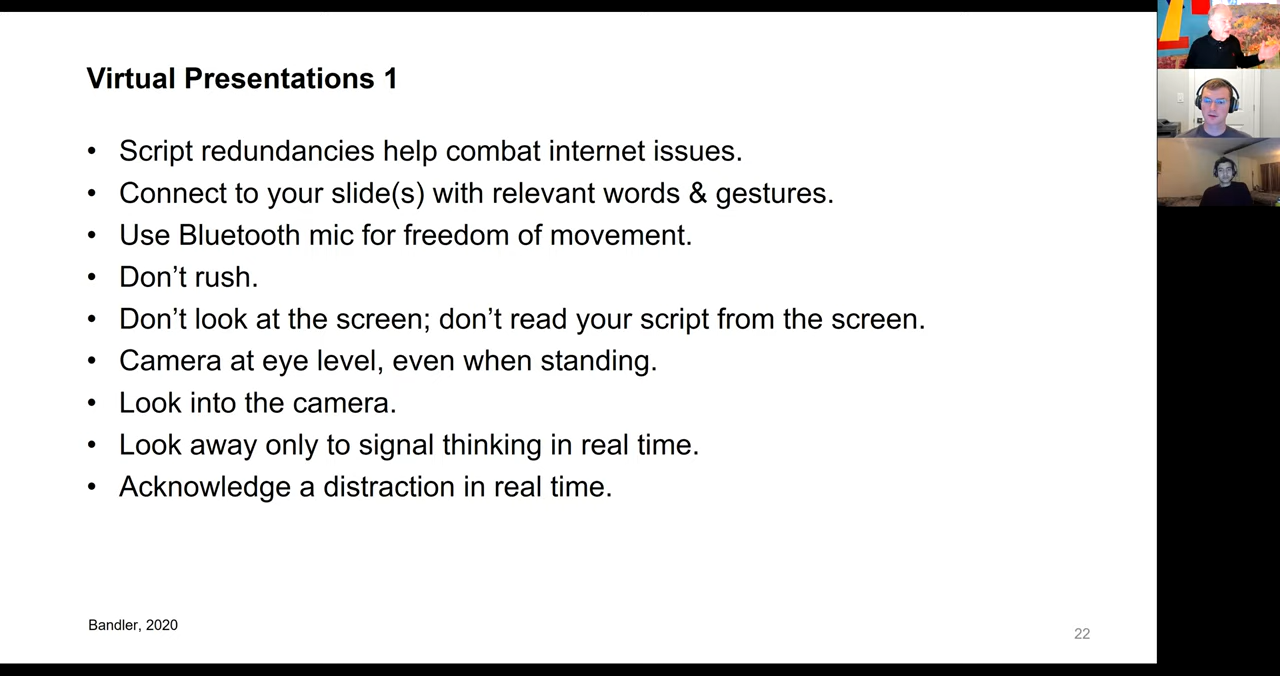 Virtual Presentations 1
• Script redundancies help combat internet issues.
• Connect to your slide(s) with relevant words & gestures.
• Use Bluetooth mic for freedom of movement.
• Don’t rush.
• Don’t look at the screen; don’t read your script from the screen.
• Camera at eye level, even when standing.
• Look into the camera.
• Look away only to signal thinking in real time.
• Acknowledge a distraction in real time.
Bandler, 2020
22